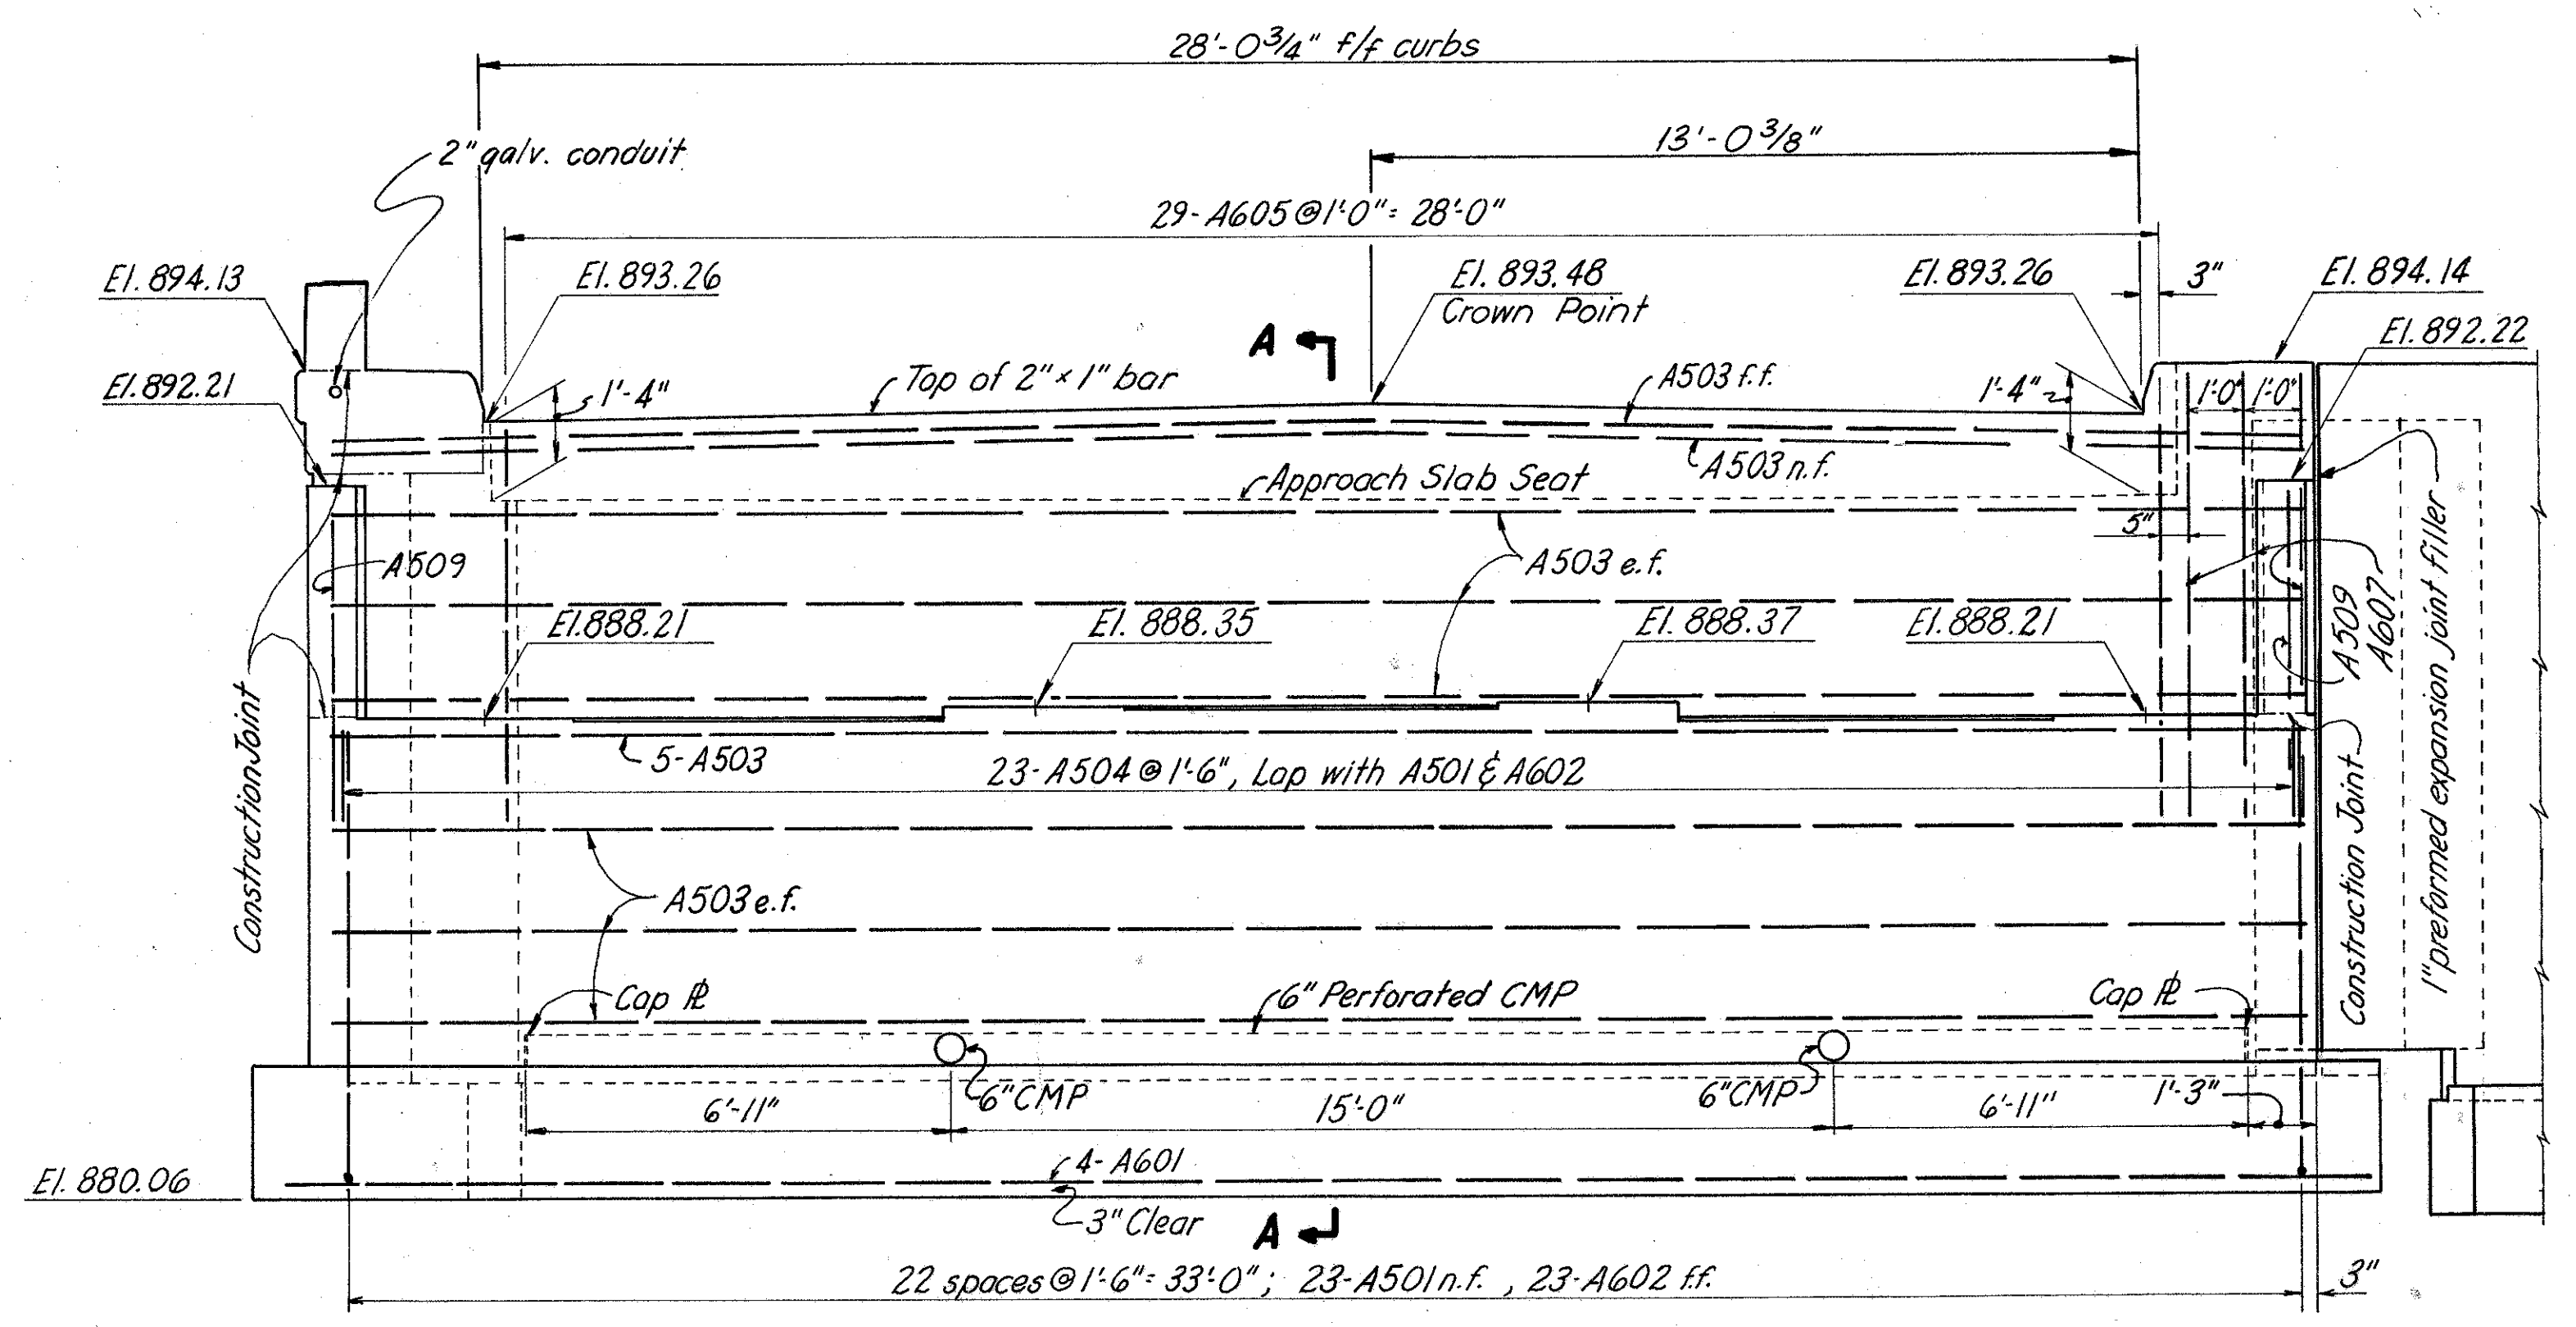 28'-0 3/4" f/f curbs
13'-0 3/8"
2" galv. conduit
29-A605 @ 1'-0" = 28'-0"
El. 894.13
El. 893.26
El. 893.48
Crown Point
El. 893.26
3"
El. 894.14
El. 892.22
A
El. 892.21
1'-4"
Top of 2" x 1" bar
A503 f.f.
1'-4"
1'-0"
1'-0"
A503 n.f.
Approach Slab Seat
5"
A509
A503 e.f.
El. 888.21
El. 888.35
El. 888.37
El. 888.21
A509
A607
1" preformed expansion joint filler
Construction Joint
5-A503
23-A504 @ 1'-6", Lap with A501 & A602
Construction Joint
A503 e.f.
Cap ℄
6" Perforated CMP
Cap ℄
6" CMP
6" CMP
6'-11"
15'-0"
6'-11"
1'-3"
4-A601
El. 880.06
3" Clear
A
22 spaces @ 1'-6" = 33'-0"; 23-A501 n.f., 23-A602 f.f.
3"